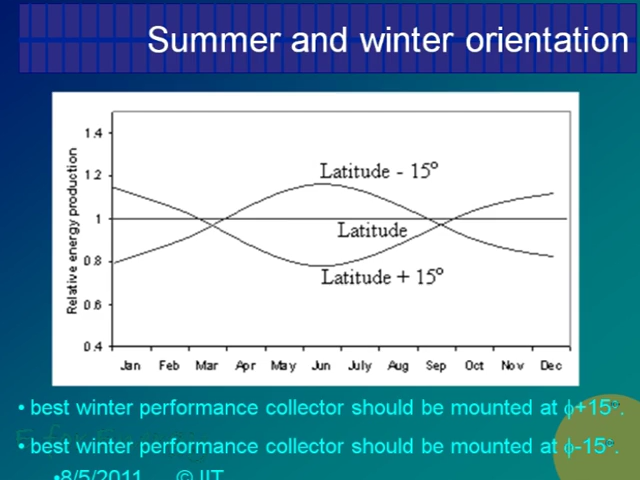 Summer and winter orientation
Relative energy production
1.4
1.2
1
0.8
0.6
0.4
Latitude - 15°
Latitude
Latitude + 15°
Jan Feb Mar Apr May Jun July Aug Sep Oct Nov Dec
• best winter performance collector should be mounted at ϕ+15°.
• best winter performance collector should be mounted at ϕ-15°.
•8/5/2011 © IIT